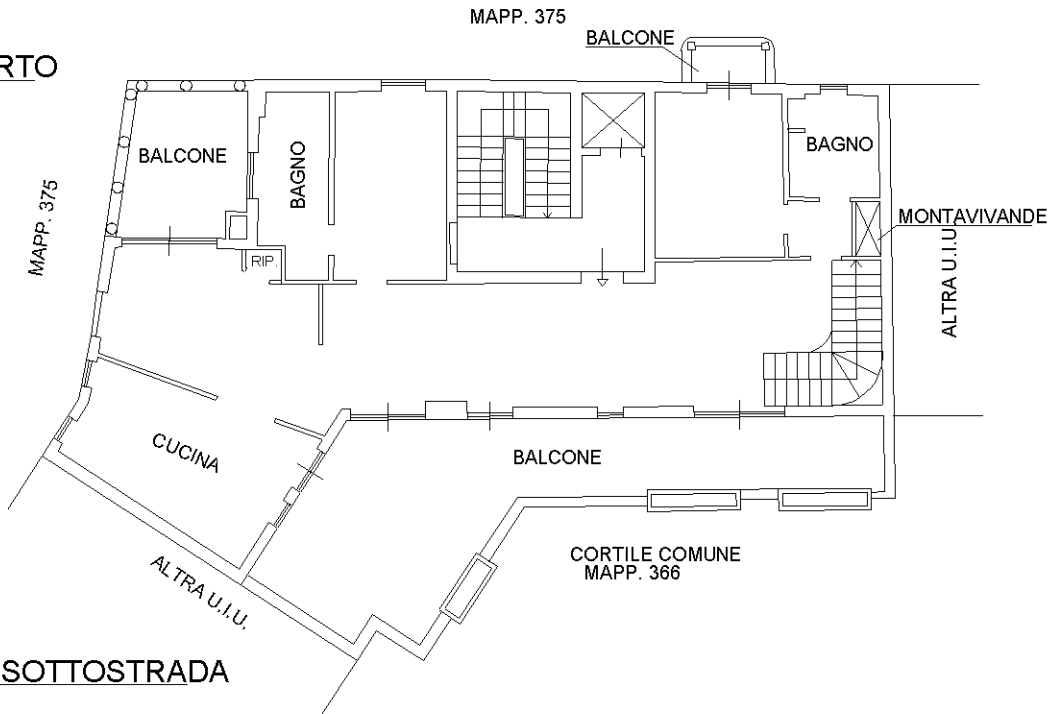 MAPP. 375
BALCONE
RTO
BALCONE
BAGNO
BAGNO
MAPP. 375
MONTAVIVANDE
RIP.
ALTRA U.I.U.
CUCINA
BALCONE
CORTILE COMUNE
MAPP. 366
ALTRA U.I.U.
SOTTOSTRADA